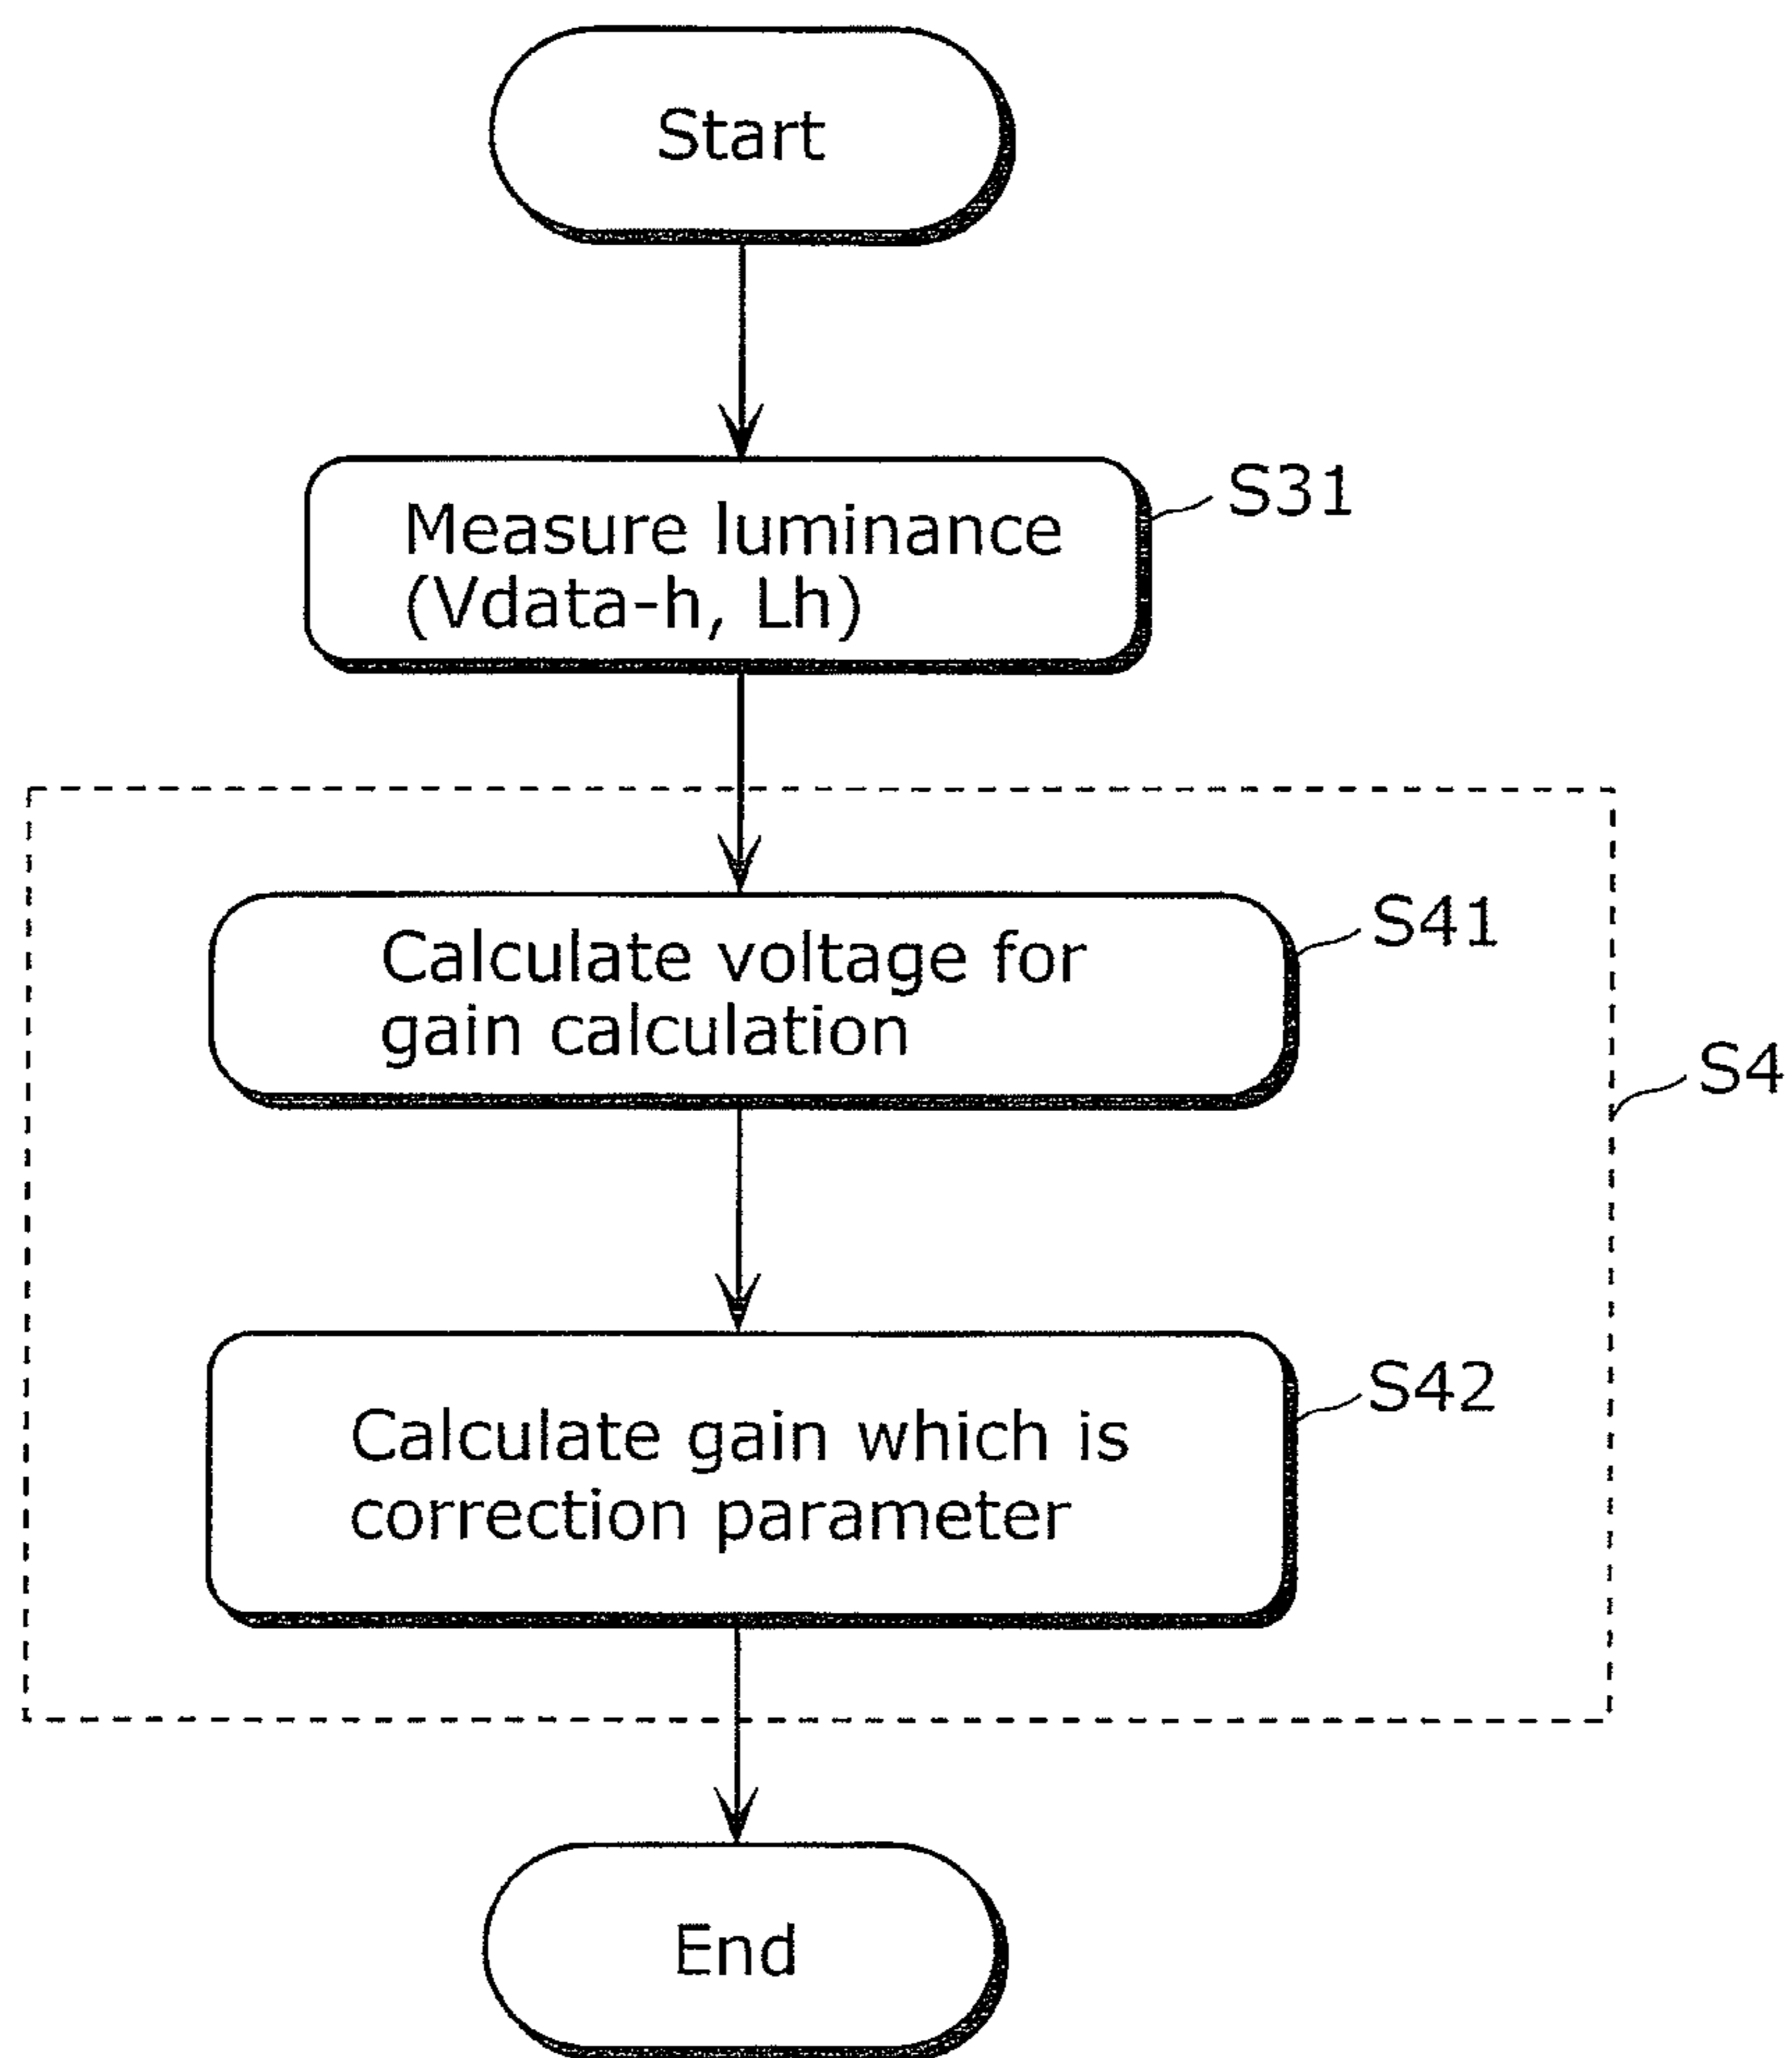 Start
Measure luminance
(Vdata-h, Lh)
S31
Calculate voltage for
gain calculation
S41
S4
Calculate gain which is
correction parameter
S42
End